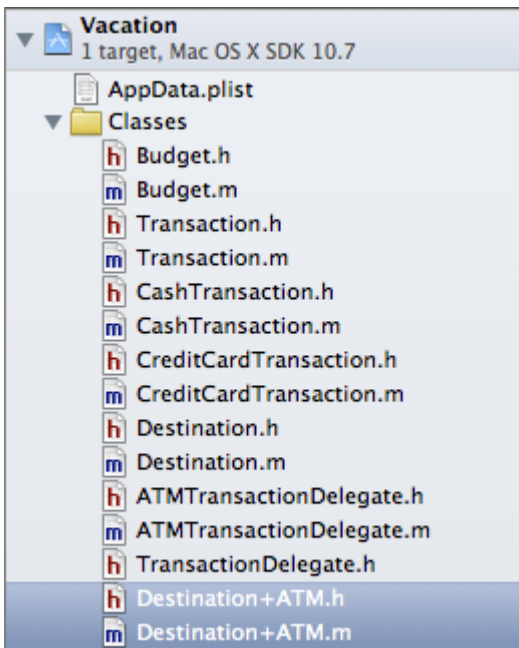 Vacation
1 target, Mac OS X SDK 10.7
AppData.plist
Classes
h Budget.h
m Budget.m
h Transaction.h
m Transaction.m
h CashTransaction.h
m CashTransaction.m
h CreditCardTransaction.h
m CreditCardTransaction.m
h Destination.h
m Destination.m
h ATMTransactionDelegate.h
m ATMTransactionDelegate.m
h TransactionDelegate.h
h Destination+ATM.h
m Destination+ATM.m